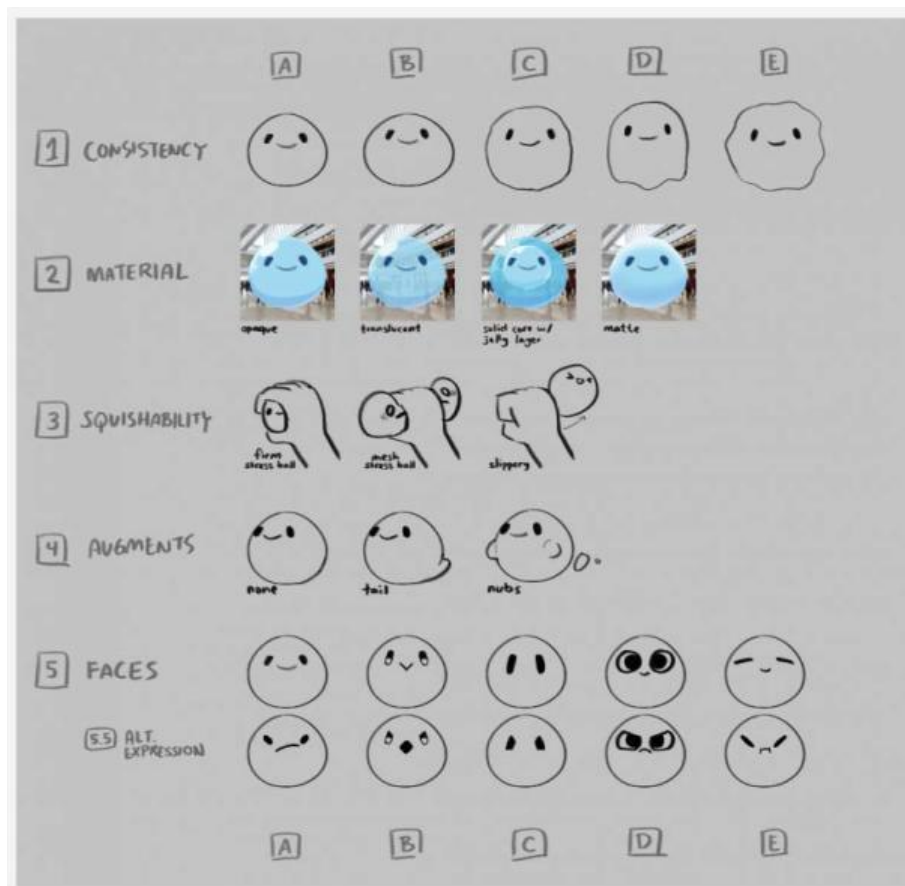 A B C D E
1 CONSISTENCY
2 MATERIAL
opaque translucent solid core w/ matte
jelly layer
3 SQUISHABILITY
firm mesh slippery
stress ball stress ball
4 AUGMENTS
none tail nubs
5 FACES
5.5 ALT.
EXPRESSION
A B C D E